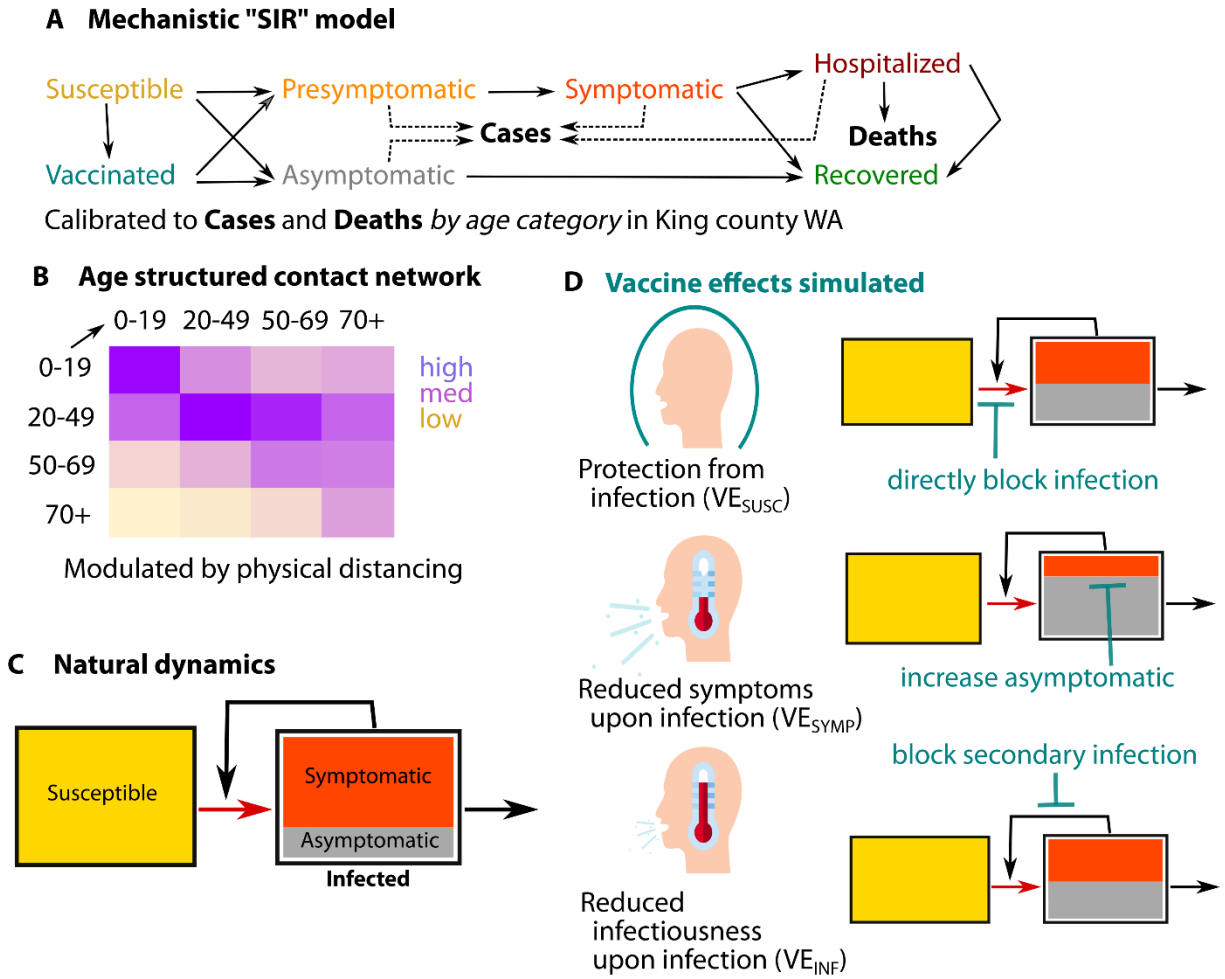 A Mechanistic "SIR" model
Susceptible Presymptomatic Symptomatic Hospitalized
Cases Deaths
Vaccinated Asymptomatic Recovered
Calibrated to Cases and Deaths by age category in King county WA
B Age structured contact network
0-19 20-49 50-69 70+
0-19
20-49
50-69
70+
high
med
low
Modulated by physical distancing
C Natural dynamics
Susceptible
Symptomatic
Asymptomatic
Infected
D Vaccine effects simulated
Protection from
infection (VESUSC)
directly block infection
Reduced symptoms
upon infection (VESYMP)
increase asymptomatic
block secondary infection
Reduced
infectiousness
upon infection (VEINF)